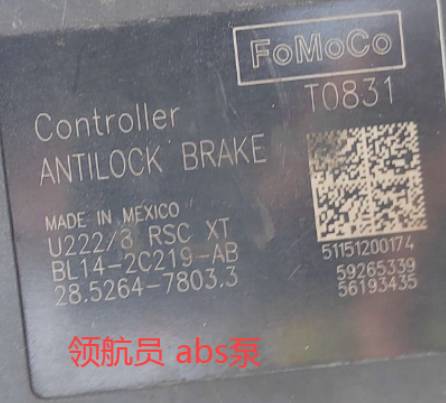 FoMoCo
T0831
Controller
ANTILOCK BRAKE
MADE IN MEXICO
U222/8 RSC XT
BL14-2C219-AB
28.5264-7803.3
51151200174
59265339
56193435
领航员 abs泵